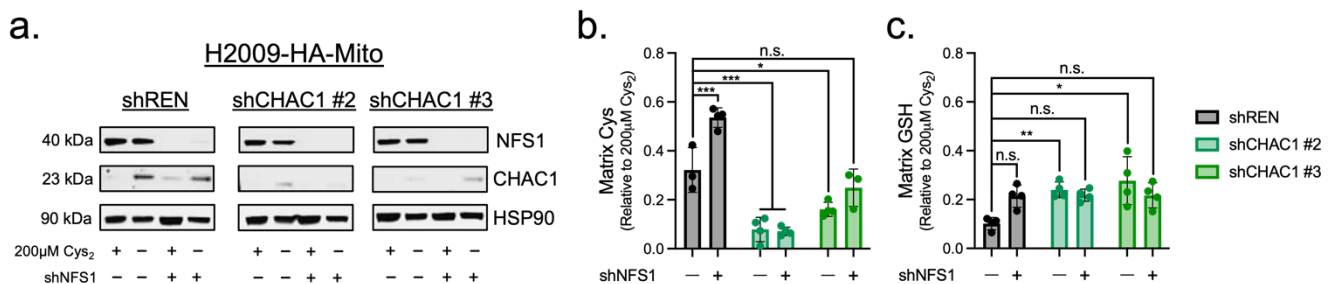 a.
H2009-HA-Mito
shREN shCHAC1 #2 shCHAC1 #3
40 kDa NFS1
23 kDa CHAC1
90 kDa HSP90
200µM Cys₂ + – + – + – + – + – + –
shNFS1 – – + + – – + + – – + +
b.
Matrix Cys
(Relative to 200µM Cys₂)
0.8
0.6
0.4
0.2
0.0
n.s.
*
***
***
shNFS1 – + – + – +
c.
Matrix GSH
(Relative to 200µM Cys₂)
0.8
0.6
0.4
0.2
0.0
n.s.
*
n.s.
**
n.s.
shNFS1 – + – + – +
shREN
shCHAC1 #2
shCHAC1 #3